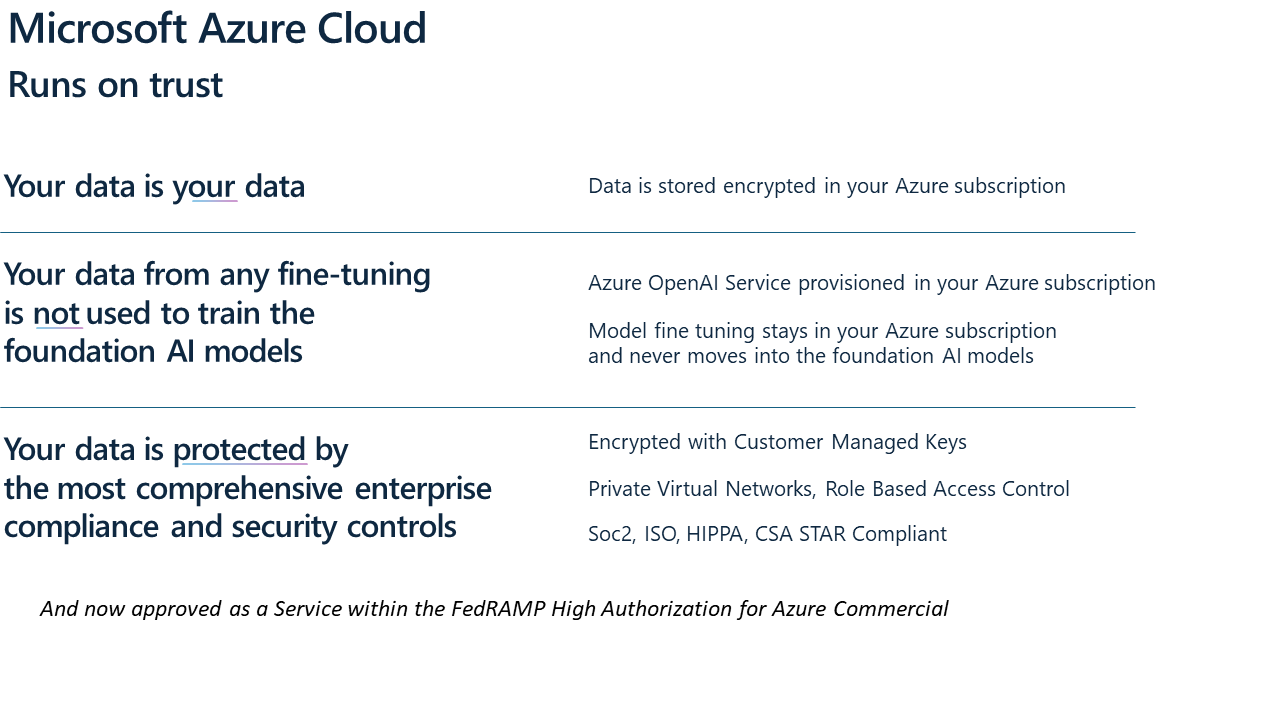 Microsoft Azure Cloud
Runs on trust
Your data is your data
Data is stored encrypted in your Azure subscription
Your data from any fine-tuning
is not used to train the
foundation AI models
Azure OpenAI Service provisioned in your Azure subscription
Model fine tuning stays in your Azure subscription
and never moves into the foundation AI models
Your data is protected by
the most comprehensive enterprise
compliance and security controls
Encrypted with Customer Managed Keys
Private Virtual Networks, Role Based Access Control
Soc2, ISO, HIPPA, CSA STAR Compliant
And now approved as a Service within the FedRAMP High Authorization for Azure Commercial